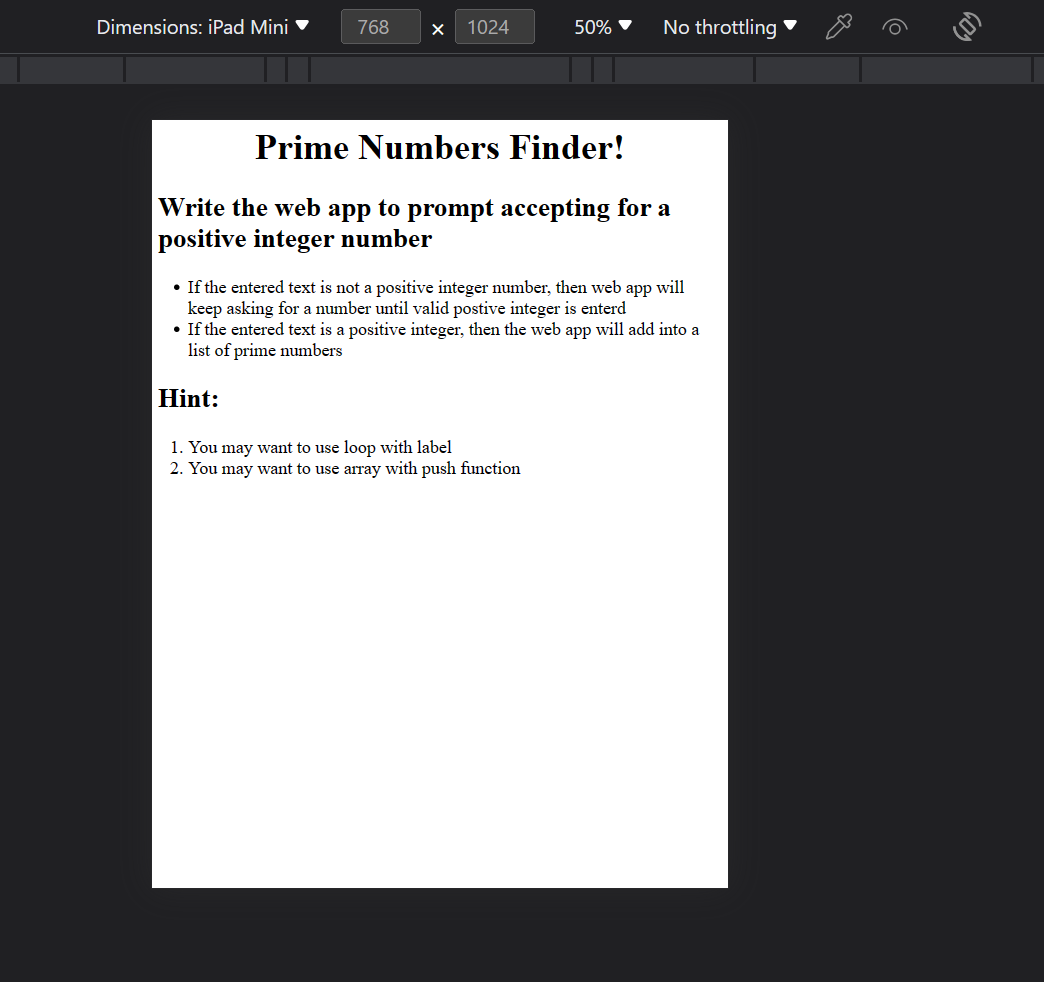 Dimensions: iPad Mini 768 × 1024 50% No throttling
Prime Numbers Finder!
Write the web app to prompt accepting for a
positive integer number
• If the entered text is not a positive integer number, then web app will
keep asking for a number until valid postive integer is enterd
• If the entered text is a positive integer, then the web app will add into a
list of prime numbers
Hint:
1. You may want to use loop with label
2. You may want to use array with push function